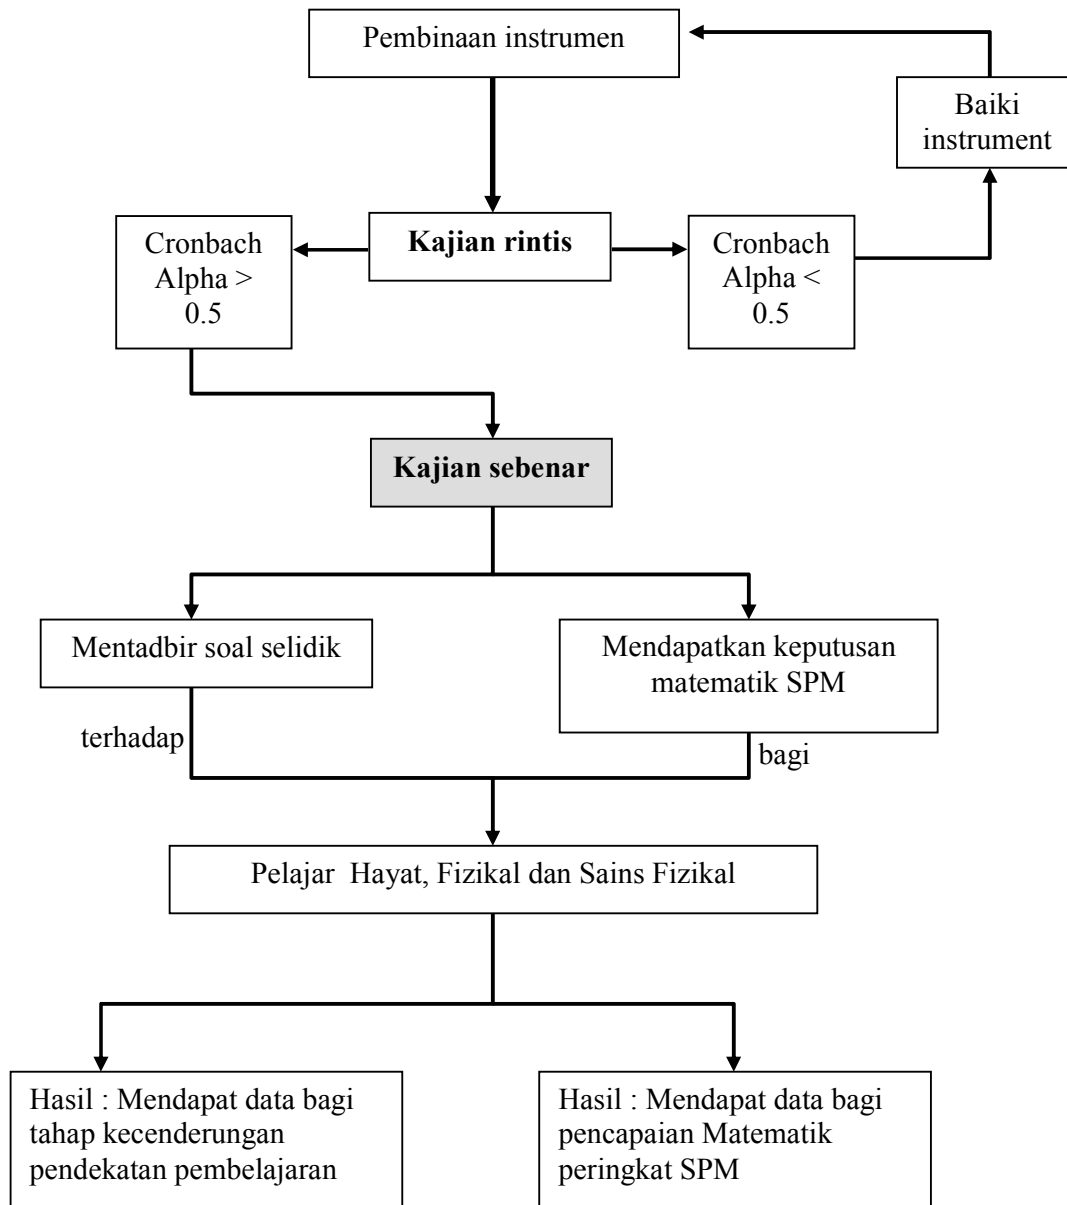 Pembinaan instrumen
Baiki
instrument
Cronbach
Alpha >
0.5
Kajian rintis
Cronbach
Alpha <
0.5
Kajian sebenar
Mentadbir soal selidik
Mendapatkan keputusan
matematik SPM
terhadap
bagi
Pelajar Hayat, Fizikal dan Sains Fizikal
Hasil : Mendapat data bagi
tahap kecenderungan
pendekatan pembelajaran
Hasil : Mendapat data bagi
pencapaian Matematik
peringkat SPM